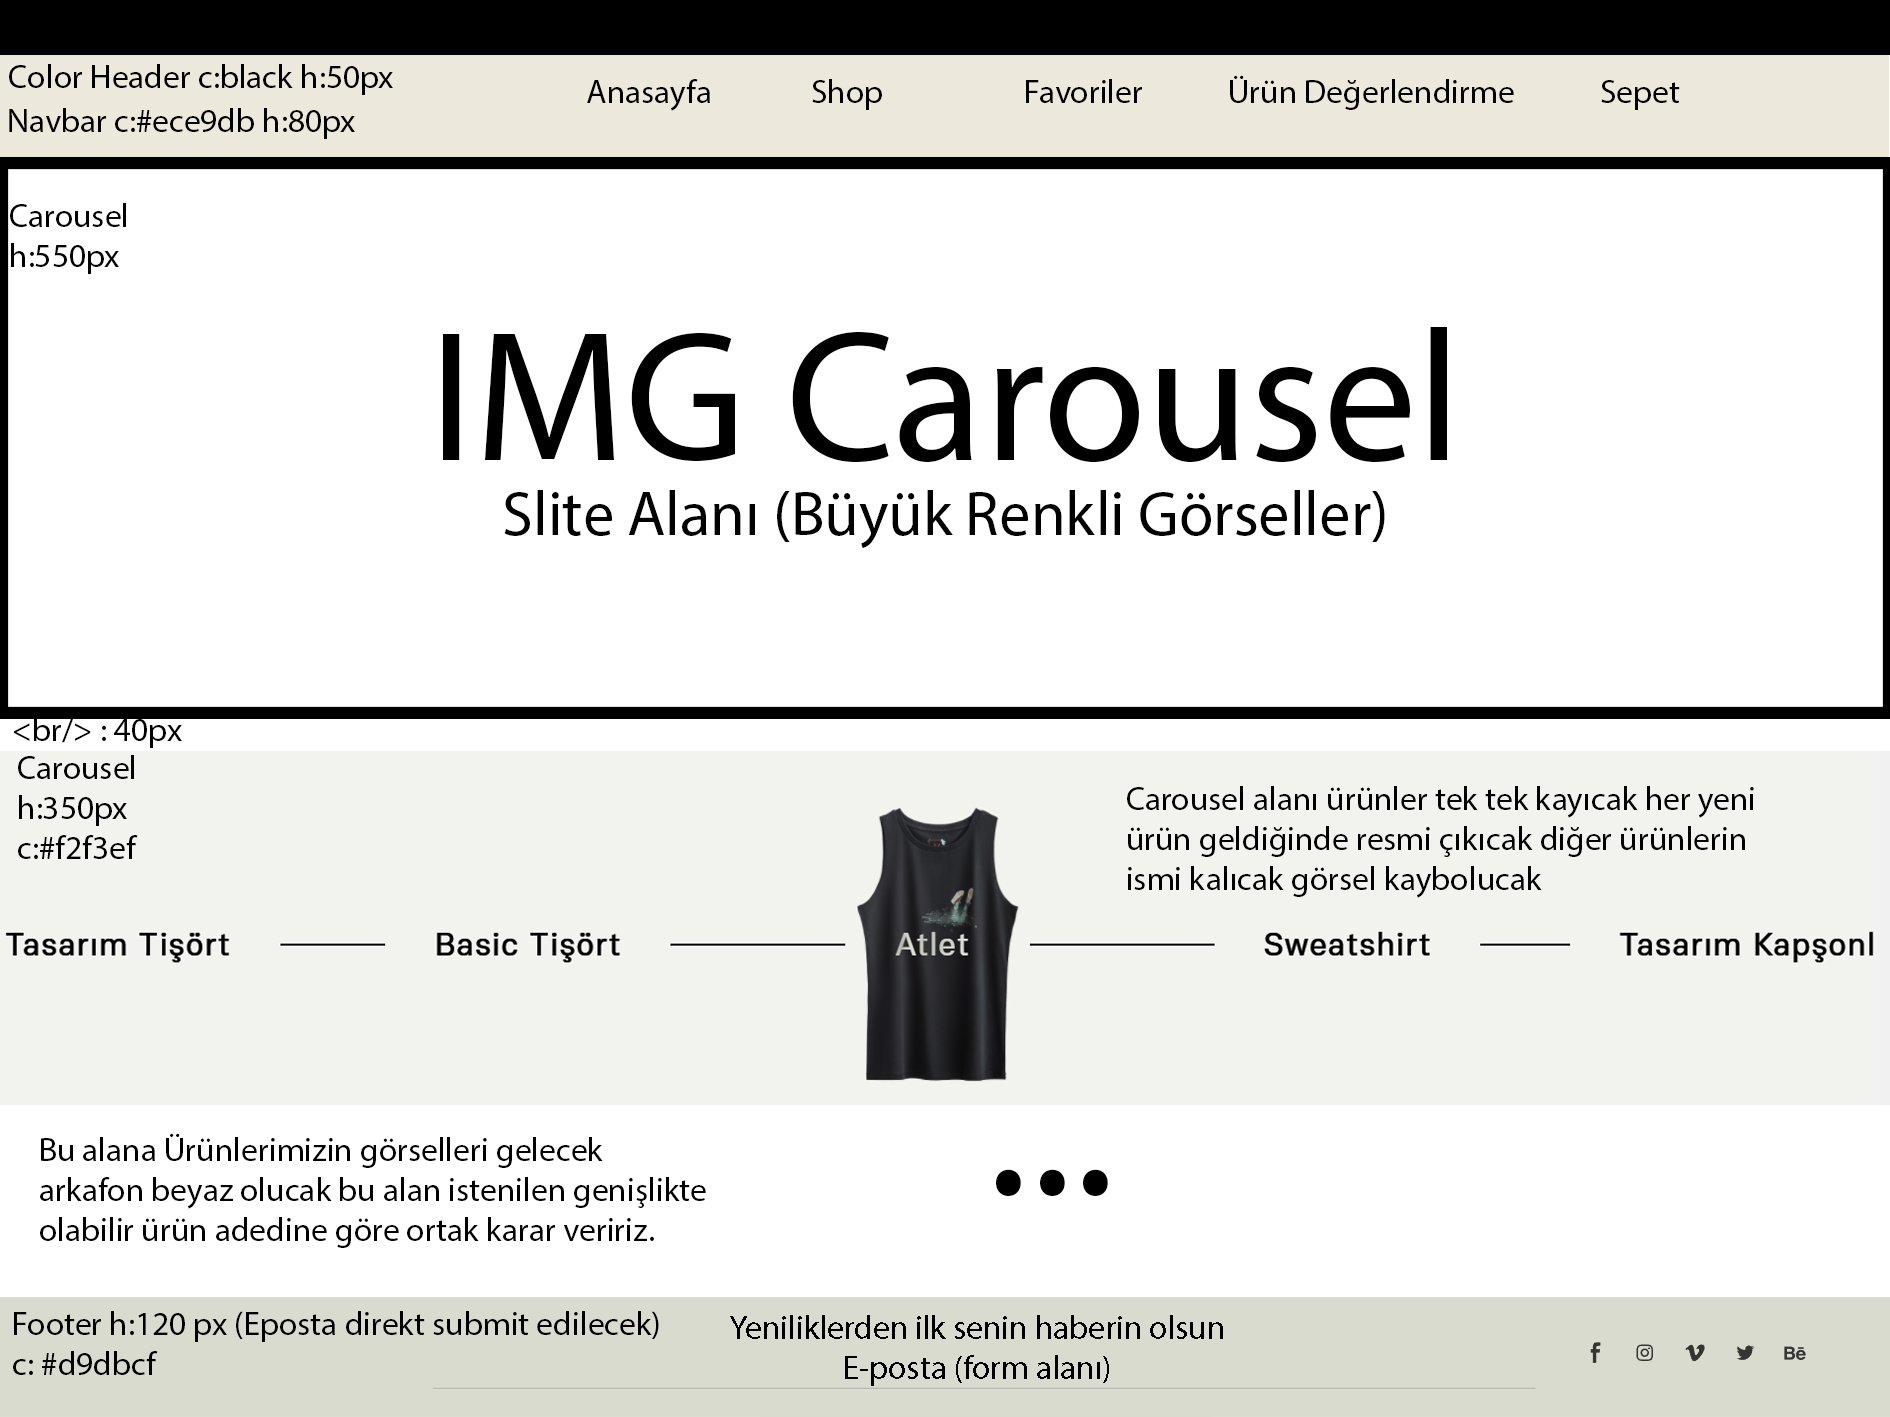 Color Header c:black h:50px
Navbar c:#ece9db h:80px
Anasayfa
Shop
Favoriler
Ürün Değerlendirme
Sepet
Carousel
h:550px
IMG Carousel
Slite Alanı (Büyük Renkli Görseller)
<br/> : 40px
Carousel
h:350px
c:#f2f3ef
Carousel alanı ürünler tek tek kayıcak her yeni
ürün geldiğinde resmi çıkıcak diğer ürünlerin
ismi kalıcak görsel kaybolucak
Tasarım Tişört
Basic Tişört
Atlet
Sweatshirt
Tasarım Kapşonl
Bu alana Ürünlerimizin görselleri gelecek
arkafon beyaz olucak bu alan istenilen genişlikte
olabilir ürün adedine göre ortak karar veririz.
Footer h:120 px (Eposta direkt submit edilecek)
c: #d9dbcf
Yeniliklerden ilk senin haberin olsun
E-posta (form alanı)
Bē